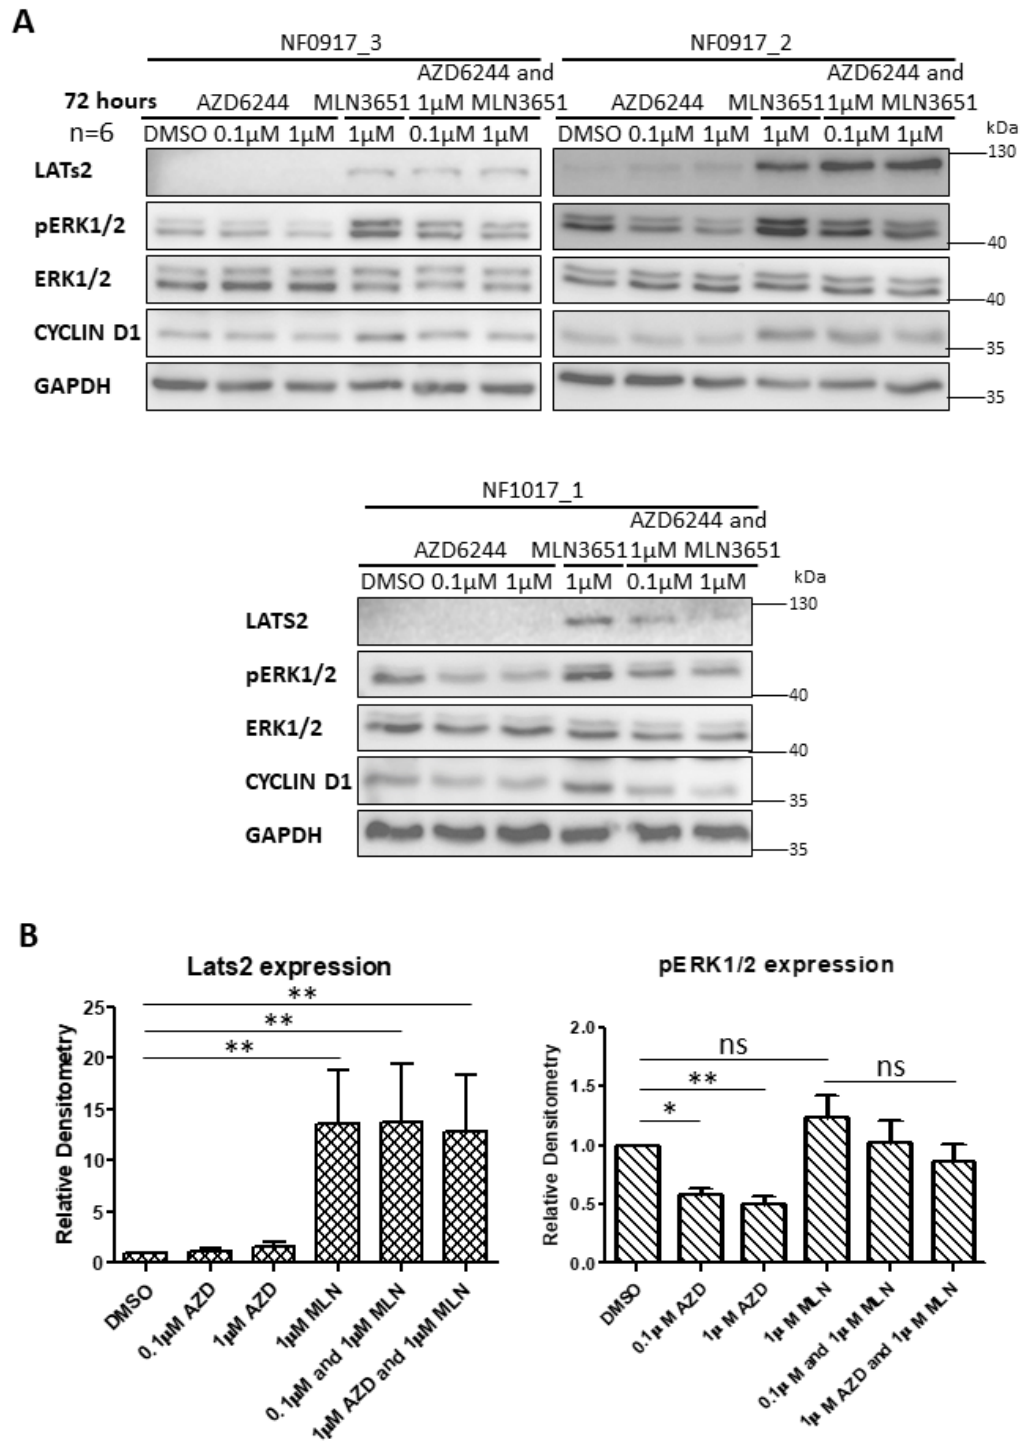 A
NF0917_3 NF0917_2
AZD6244 and AZD6244 and
72 hours AZD6244 MLN3651 1µM MLN3651 AZD6244 MLN3651 1µM MLN3651
n=6 DMSO 0.1µM 1µM 1µM 0.1µM 1µM DMSO 0.1µM 1µM 1µM 0.1µM 1µM kDa
130
LATs2
pERK1/2
40
ERK1/2
40
CYCLIN D1
35
GAPDH
35
NF1017_1
AZD6244 and
AZD6244 MLN3651 1µM MLN3651
DMSO 0.1µM 1µM 1µM 0.1µM 1µM kDa
130
LATS2
pERK1/2
40
ERK1/2
40
CYCLIN D1
35
GAPDH
35
B
Lats2 expression
**
**
**
Relative Densitometry
25
20
15
10
5
0
DMSO
0.1µM AZD
1µM AZD
1µM MLN
0.1µM and 1µM MLN
1µM AZD and 1µM MLN
pERK1/2 expression
ns
ns
**
*
Relative Densitometry
2.0
1.5
1.0
0.5
0.0
DMSO
0.1µM AZD
1µM AZD
1µM MLN
0.1µM and 1µM MLN
1µM AZD and 1µM MLN